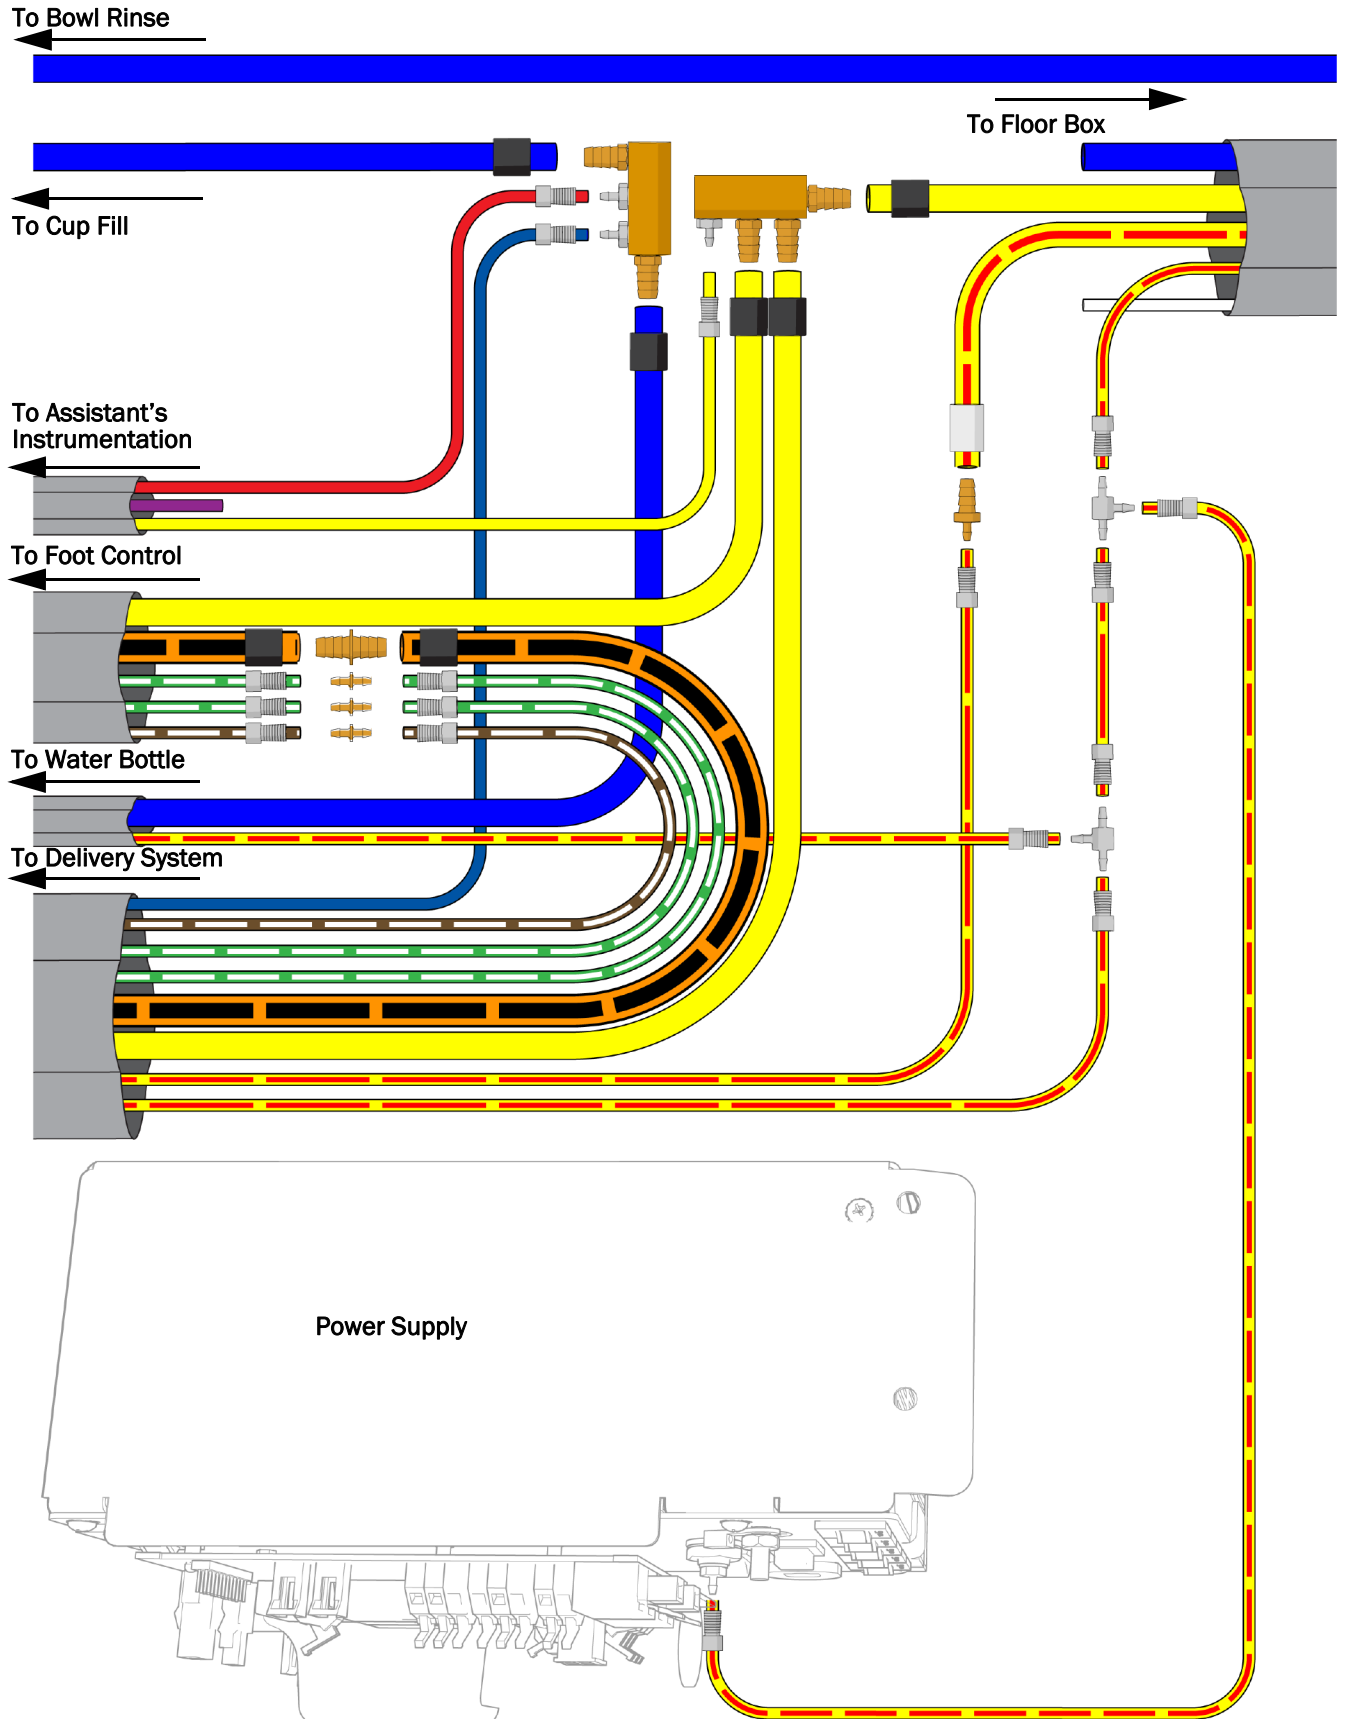 To Bowl Rinse
To Floor Box
To Cup Fill
To Assistant's
Instrumentation
To Foot Control
To Water Bottle
To Delivery System
Power Supply